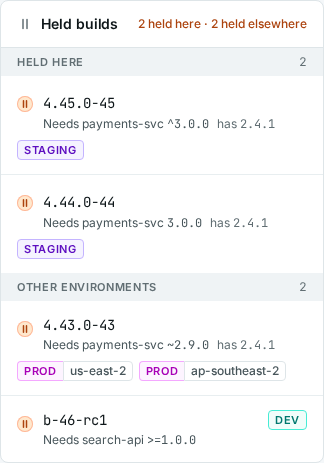 Held builds 2 held here · 2 held elsewhere
HELD HERE 2
4.45.0-45
Needs payments-svc ^3.0.0 has 2.4.1
STAGING
4.44.0-44
Needs payments-svc 3.0.0 has 2.4.1
STAGING
OTHER ENVIRONMENTS 2
4.43.0-43
Needs payments-svc ~2.9.0 has 2.4.1
PROD us-east-2 PROD ap-southeast-2
b-46-rc1 DEV
Needs search-api >=1.0.0